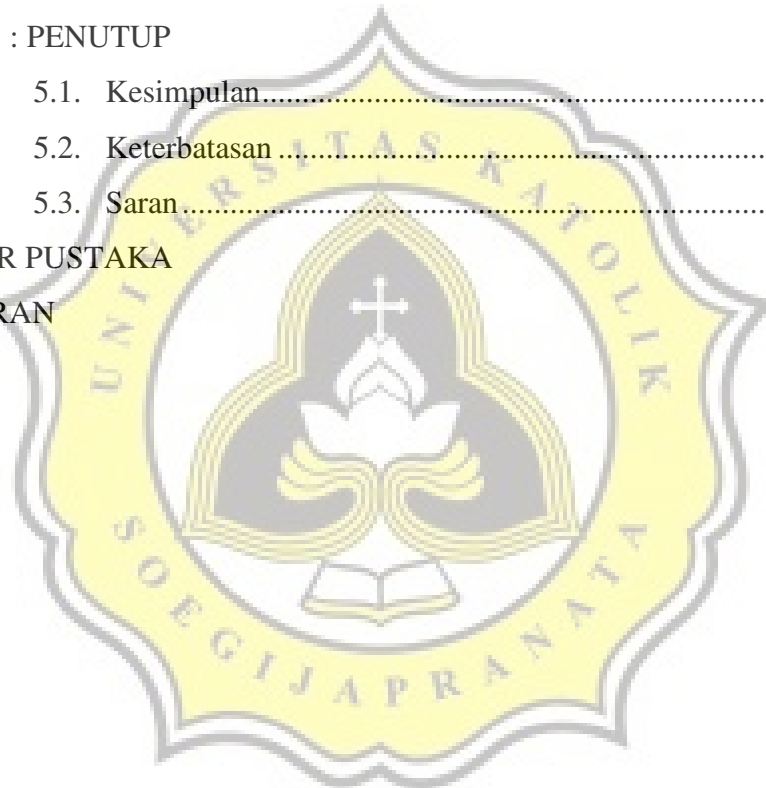 : PENUTUP
5.1. Kesimpulan........................................................................
5.2. Keterbatasan......................................................................
5.3. Saran..................................................................................
R PUSTAKA
RAN
UNIVERSITAS KATOLIK
SOEGIJAPRANATA